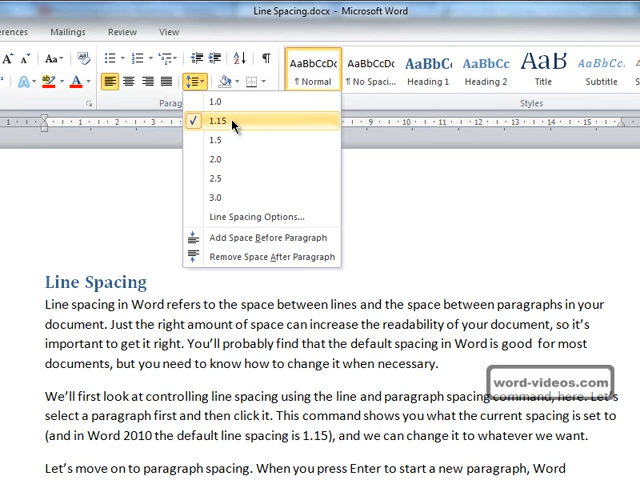 Line Spacing.docx - Microsoft Word
erences Mailings Review View
Aa
AaBbCcDc AaBbCcDc AaBbCc AaBbCc AaB AaBbCc.
¶ Normal ¶ No Spaci... Heading 1 Heading 2 Title Subtitle
Parag Styles
1.0
1.15
1.5
2.0
2.5
3.0
Line Spacing Options...
Add Space Before Paragraph
Remove Space After Paragraph
Line Spacing
Line spacing in Word refers to the space between lines and the space between paragraphs in your
document. Just the right amount of space can increase the readability of your document, so it's
important to get it right. You'll probably find that the default spacing in Word is good for most
documents, but you need to know how to change it when necessary.
word-videos.com
We'll first look at controlling line spacing using the line and paragraph spacing command, here. Let's
select a paragraph first and then click it. This command shows you what the current spacing is set to
(and in Word 2010 the default line spacing is 1.15), and we can change it to whatever we want.
Let's move on to paragraph spacing. When you press Enter to start a new paragraph, Word